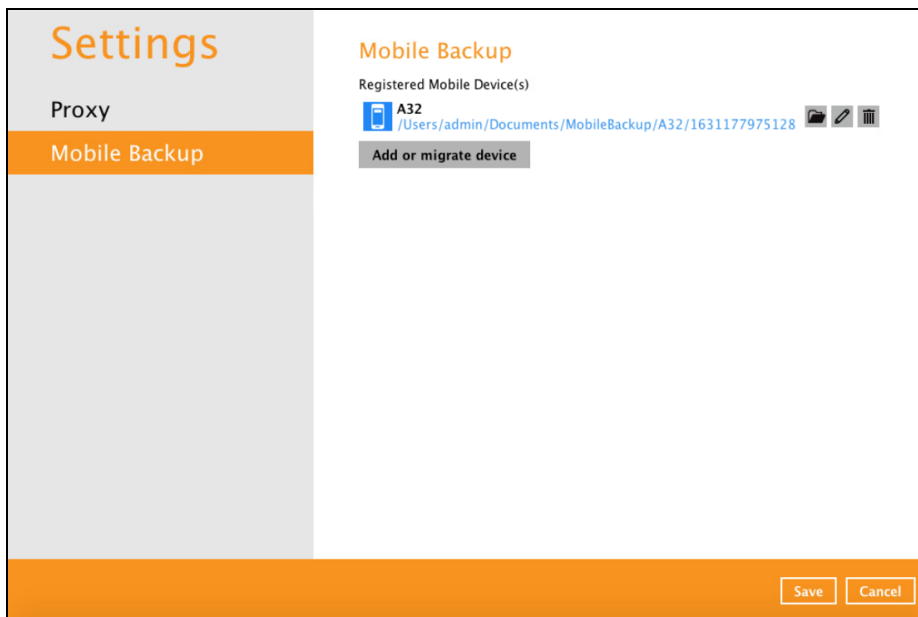 Settings
Proxy
Mobile Backup
Mobile Backup
Registered Mobile Device(s)
A32
/Users/admin/Documents/MobileBackup/A32/1631177975128
Add or migrate device
Save
Cancel